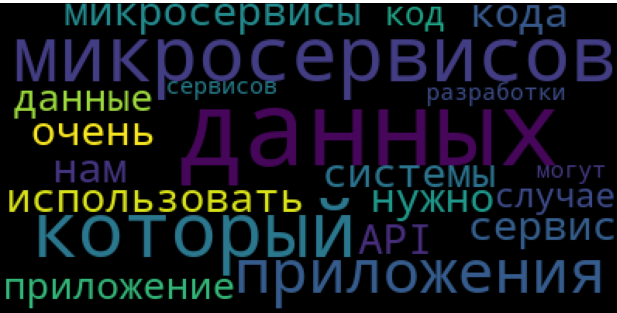 микросервисы код кода
микросервисов
данные сервисов разработки
очень данных
нам системы могут
использовать нужно случае
который API сервис
приложение приложения